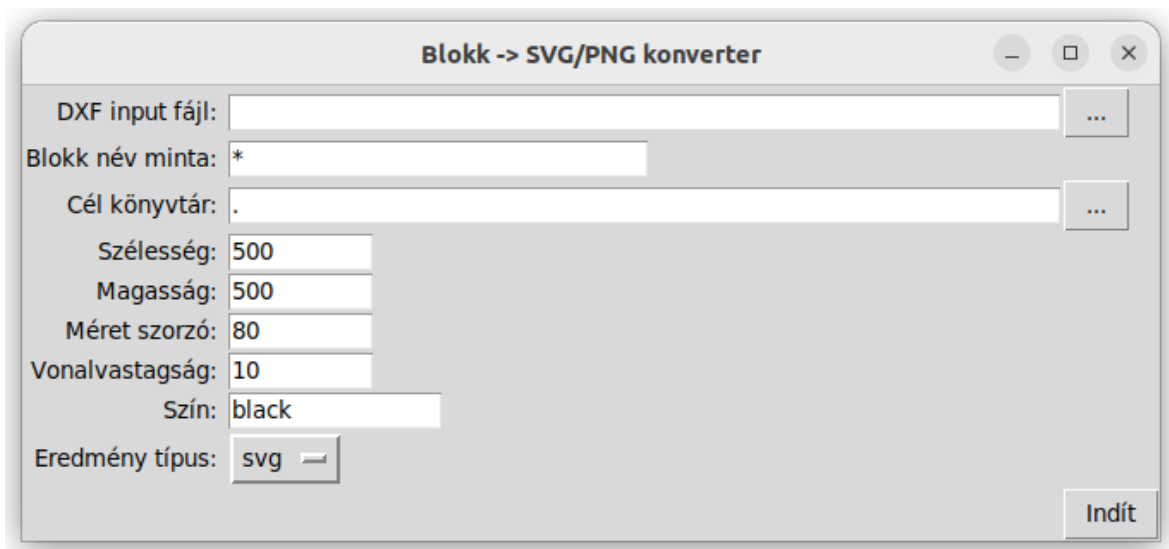 Blokk -> SVG/PNG konverter
DXF input fájl: ...
Blokk név minta: *
Cél könyvtár: . ...
Szélesség: 500
Magasság: 500
Méret szorzó: 80
Vonalvastagság: 10
Szín: black
Eredmény típus: svg
Indít